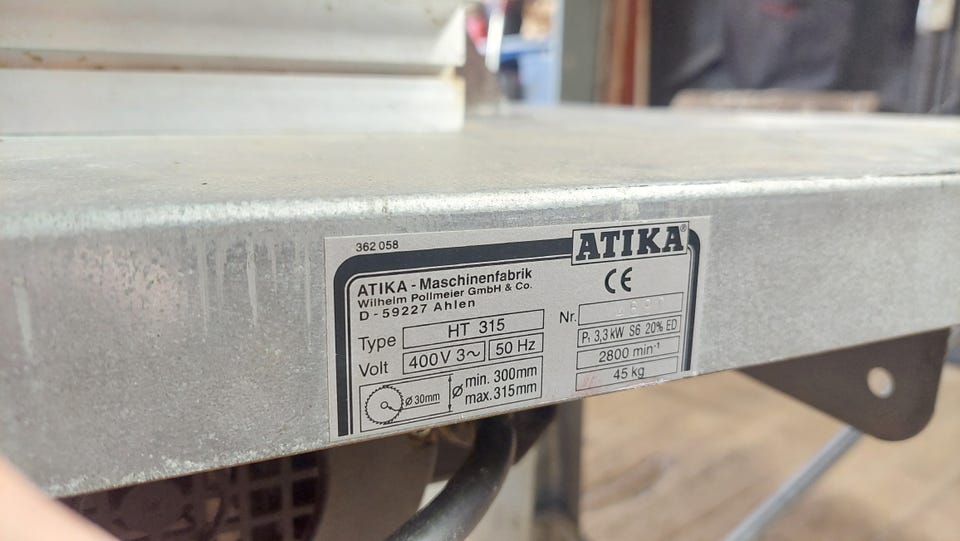 362 058
ATIKA®
ATIKA - Maschinenfabrik
Wilhelm Pollmeier GmbH & Co.
D - 59227 Ahlen
CE
Type HT 315
Nr.
Volt 400 V 3~ 50 Hz
P₁ 3,3 kW S6 20% ED
2800 min⁻¹
Ø 30mm
Ø min. 300mm
max. 315mm
45 kg